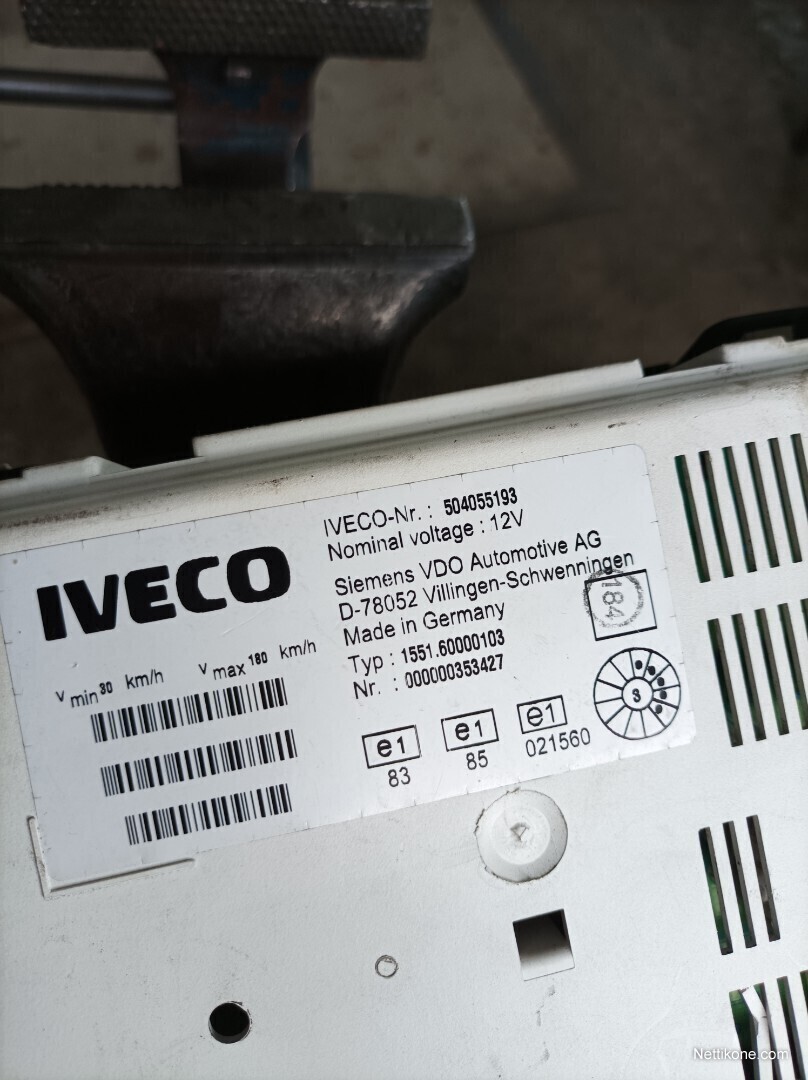 IVECO-Nr. : 504055193
Nominal voltage : 12V
Siemens VDO Automotive AG
D-78052 Villingen-Schwenningen
Made in Germany
Typ : 1551.60000103
Nr. : 000000353427
184
IVECO
v min 30 km/h v max 180 km/h
e1 e1 e1
83 85 021560
Nettikone.com